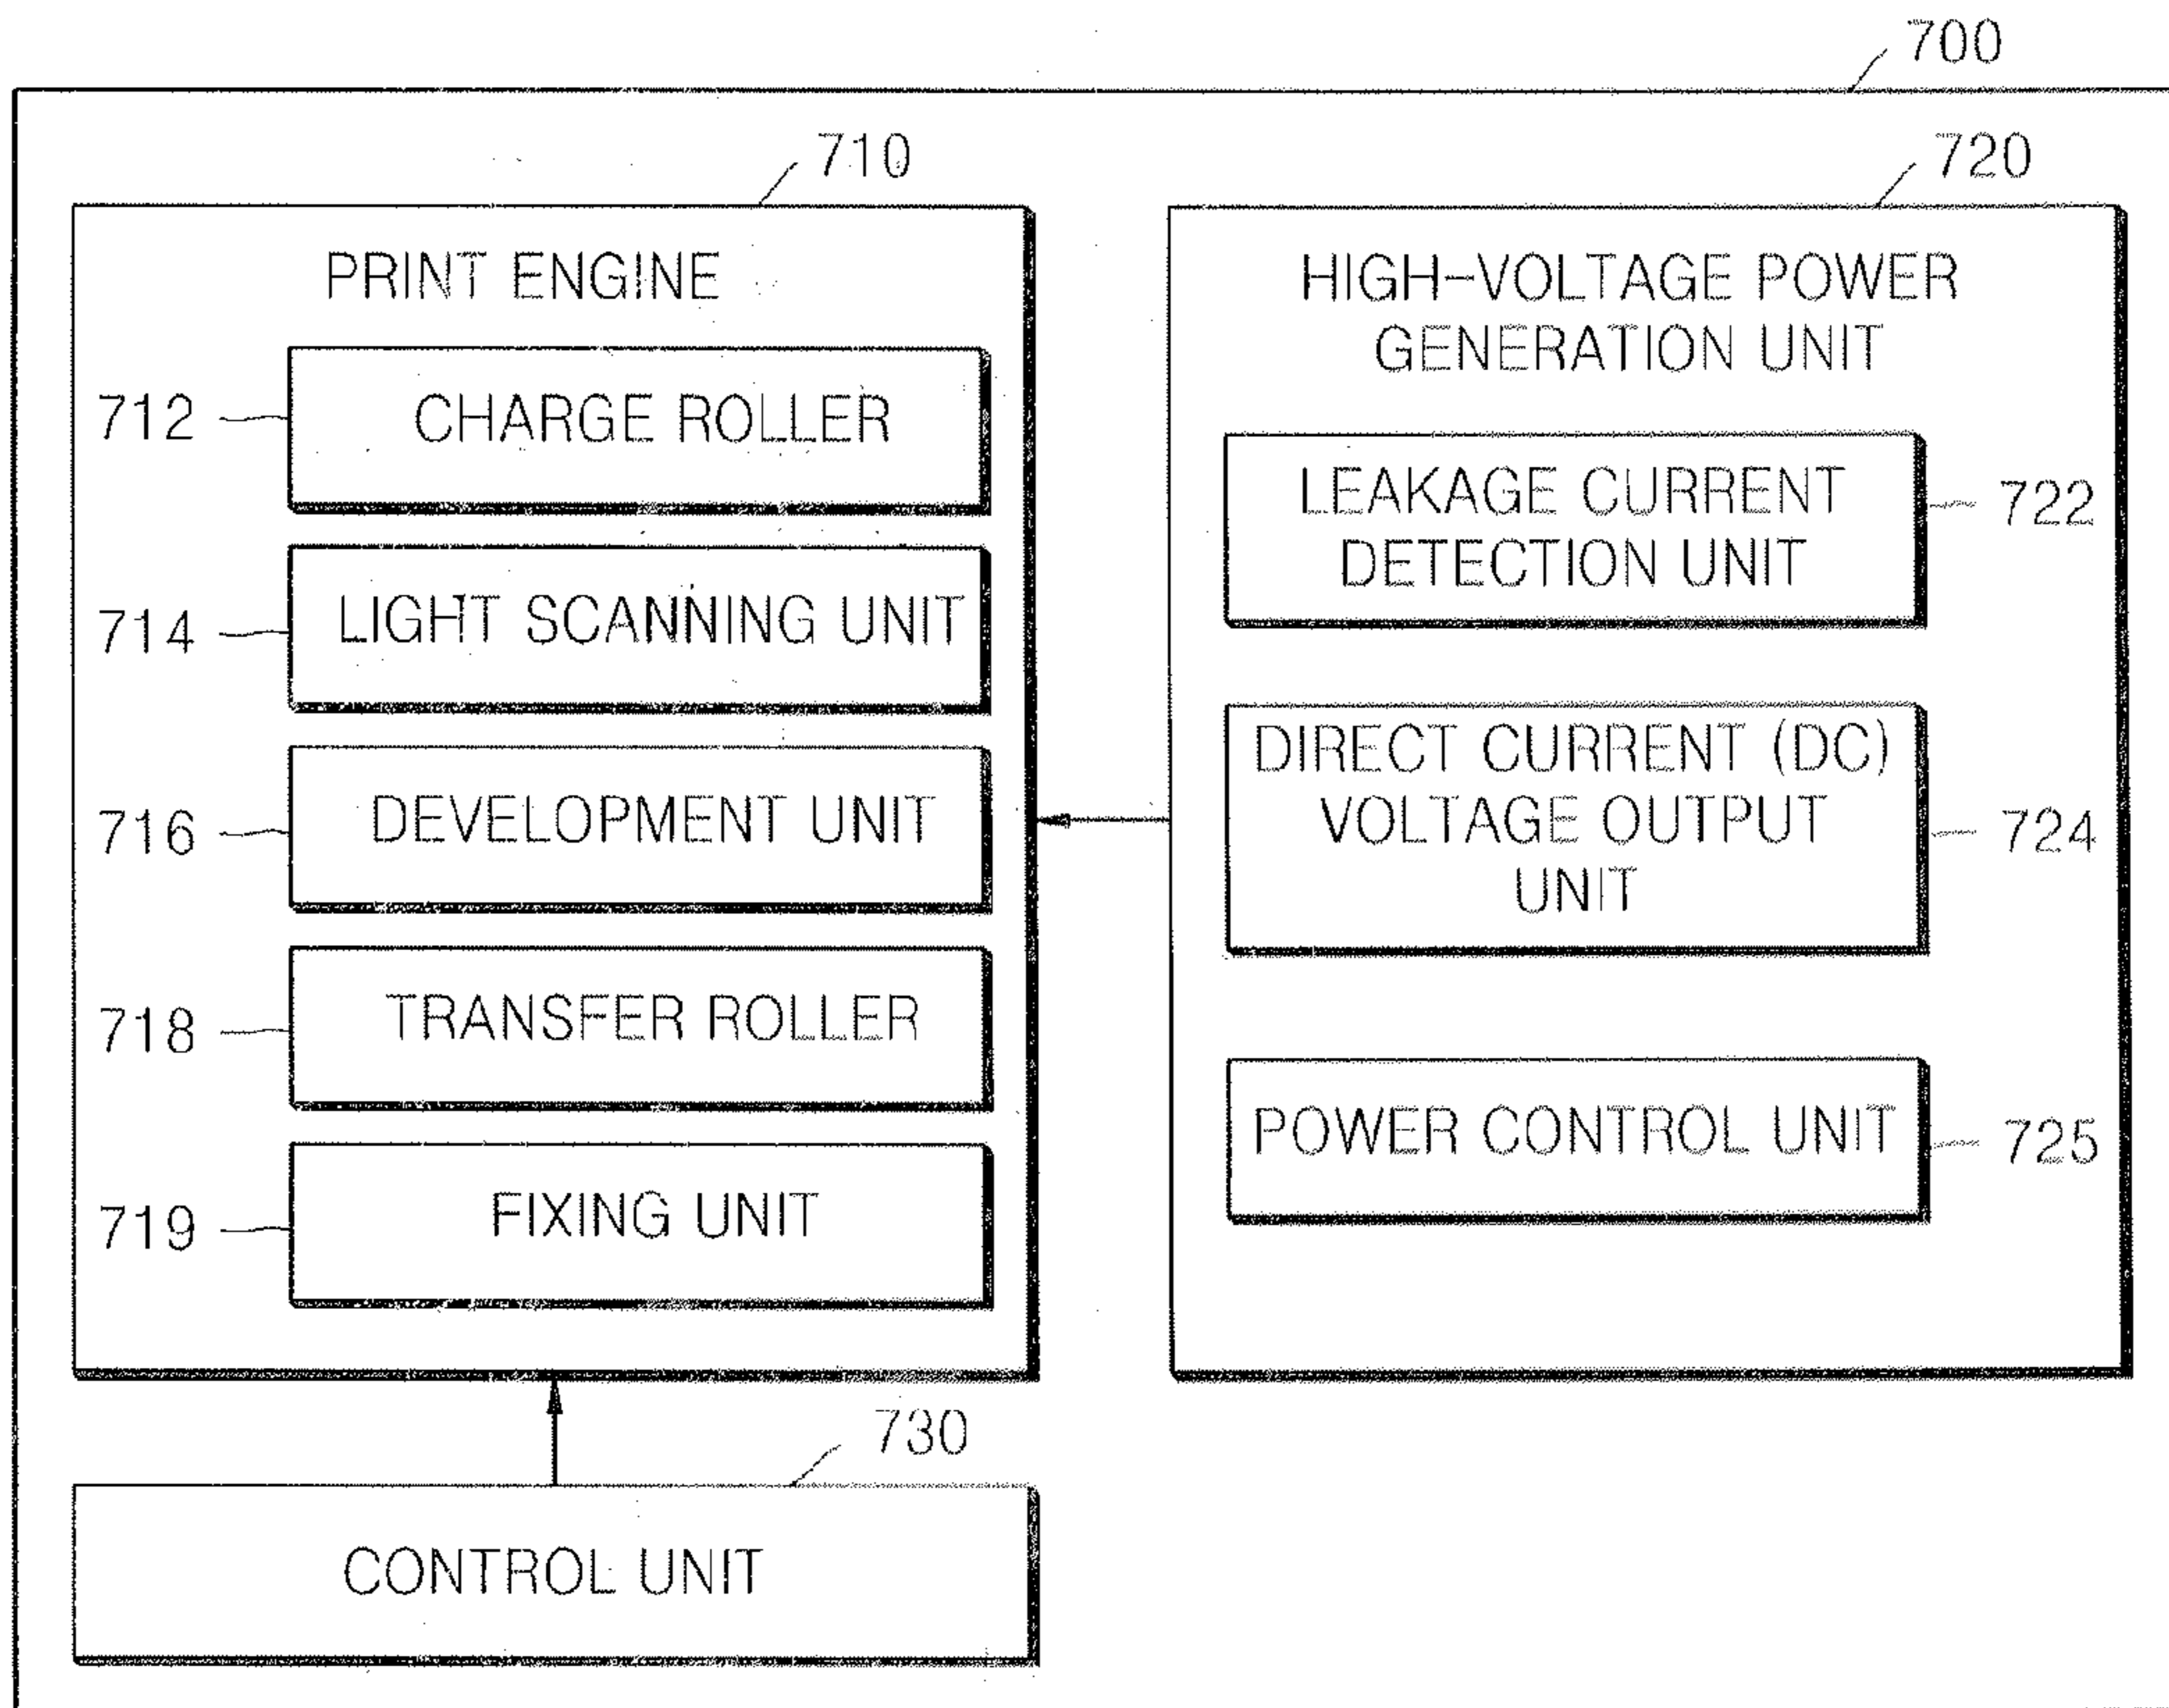 700
710
PRINT ENGINE
712
CHARGE ROLLER
714
LIGHT SCANNING UNIT
716
DEVELOPMENT UNIT
718
TRANSFER ROLLER
719
FIXING UNIT
720
HIGH-VOLTAGE POWER
GENERATION UNIT
LEAKAGE CURRENT
DETECTION UNIT
722
DIRECT CURRENT (DC)
VOLTAGE OUTPUT
UNIT
724
POWER CONTROL UNIT
725
730
CONTROL UNIT